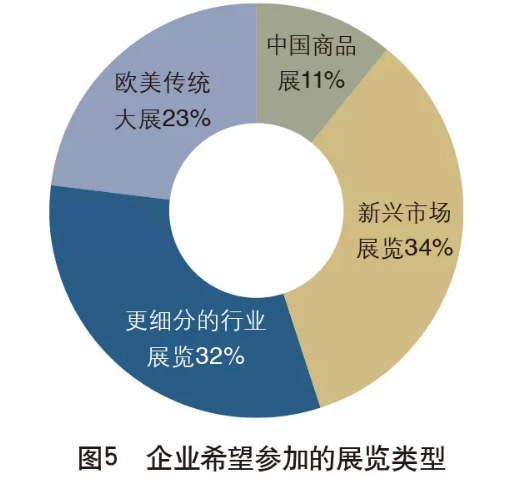 中国商品
展11%
欧美传统
大展23%
新兴市场
展览34%
更细分的行业
展览32%
图5 企业希望参加的展览类型